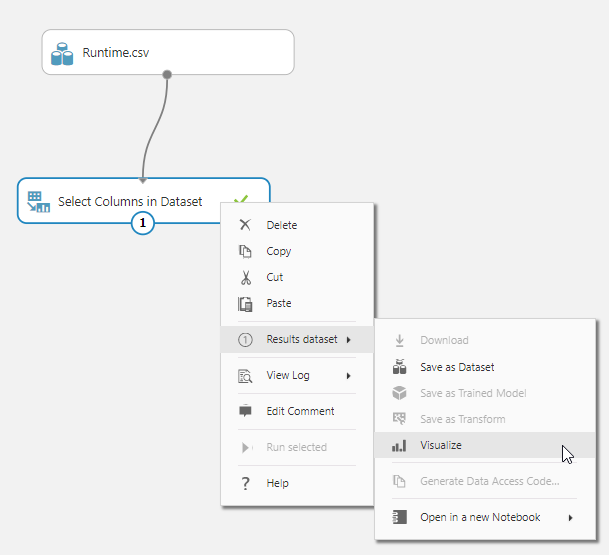 Runtime.csv
Select Columns in Dataset
1
Delete
Copy
Cut
Paste
1 Results dataset
View Log
Edit Comment
Run selected
? Help
Download
Save as Dataset
Save as Trained Model
Save as Transform
Visualize
Generate Data Access Code...
Open in a new Notebook